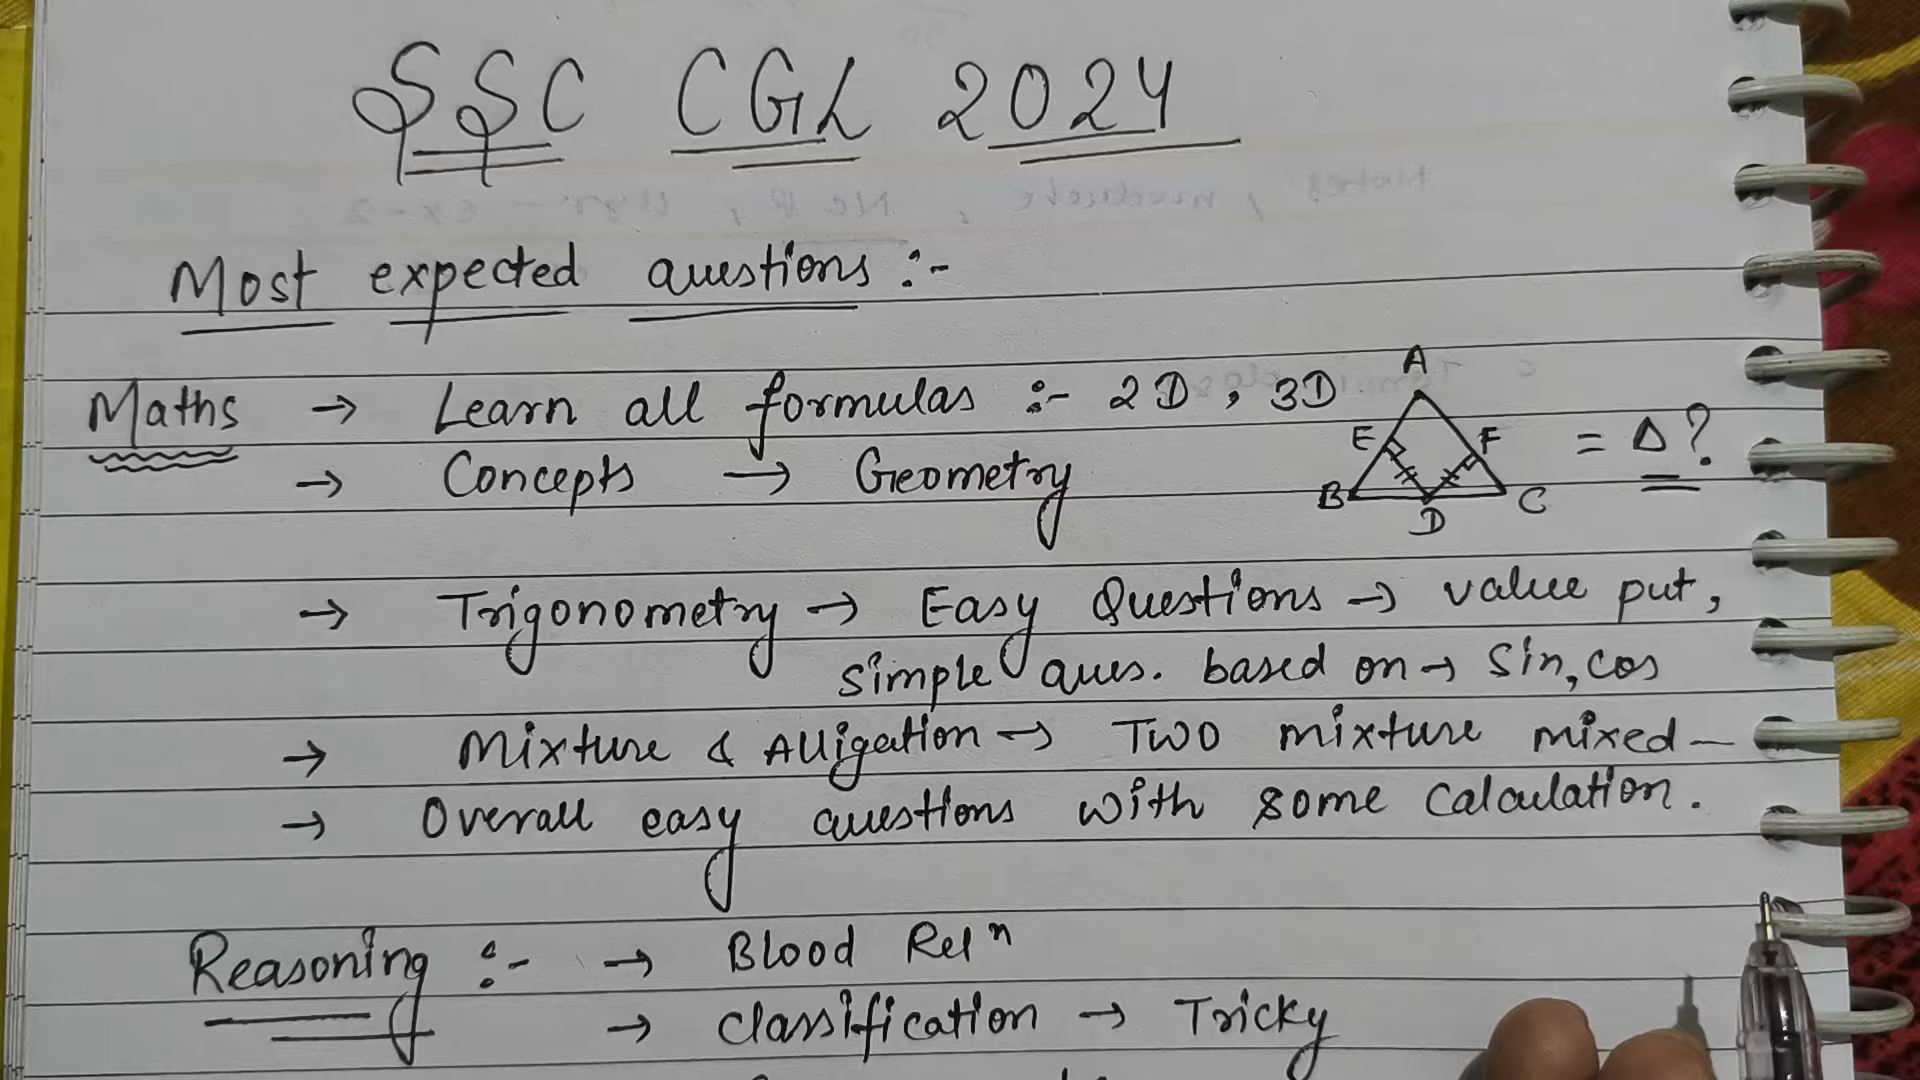 SSC CGL 2024
Most expected questions :-
Maths → Learn all formulas :- 2D, 3D
→ Concepts → Geometry
A
E F
B D C
= Δ?
→ Trigonometry → Easy Questions → value put,
simple ques. based on → Sin, cos
→ Mixture & Alligation → Two mixture mixed —
→ Overall easy questions with some calculation.
Reasoning :- → Blood Relⁿ
→ classification → Tricky